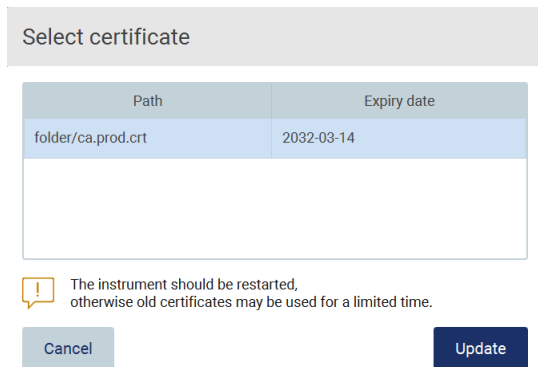 Select certificate
Path Expiry date
folder/ca.prod.crt 2032-03-14
The instrument should be restarted,
otherwise old certificates may be used for a limited time.
Cancel Update